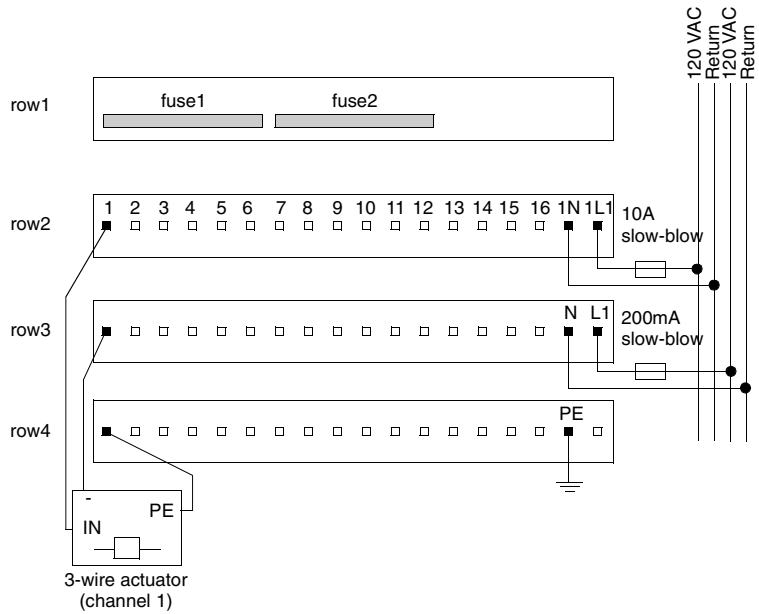 120 VAC
Return
120 VAC
Return
row1
fuse1
fuse2
row2
1 2 3 4 5 6 7 8 9 10 11 12 13 14 15 16 1N 1L1
10A
slow-blow
row3
N L1
200mA
slow-blow
row4
PE
-
PE
IN
3-wire actuator
(channel 1)